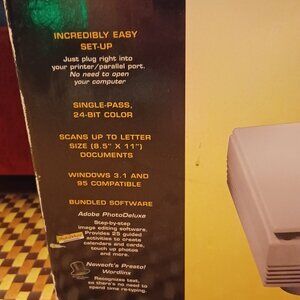 INCREDIBLY EASY
SET-UP
Just plug right into
your printer/parallel port.
No need to open
your computer
SINGLE-PASS,
24-BIT COLOR
SCANS UP TO LETTER
SIZE (8.5" X 11")
DOCUMENTS
WINDOWS 3.1 AND
95 COMPATIBLE
BUNDLED SOFTWARE
Adobe PhotoDeluxe
Step-by-step
image editing software.
Provides 25 guided
activities to create
calendars and cards,
touch up photos
and more.
Newsoft's Presto!
Wordlinx
Recognizes text,
so there's no need to
spend time re-typing.